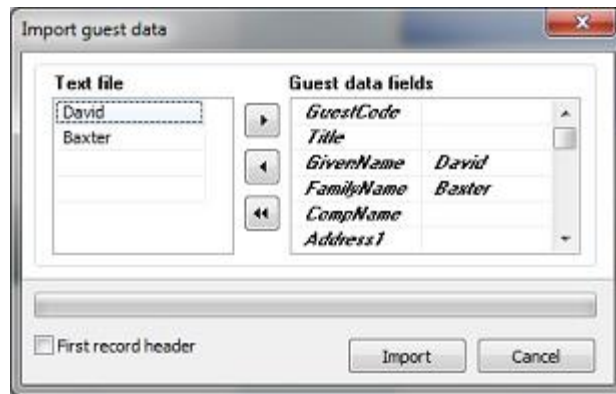 Import guest data
Text file
David
Baxter
Guest data fields
GuestCode
Title
GivenName David
FamilyName Baxter
CompName
Address1
First record header
Import
Cancel